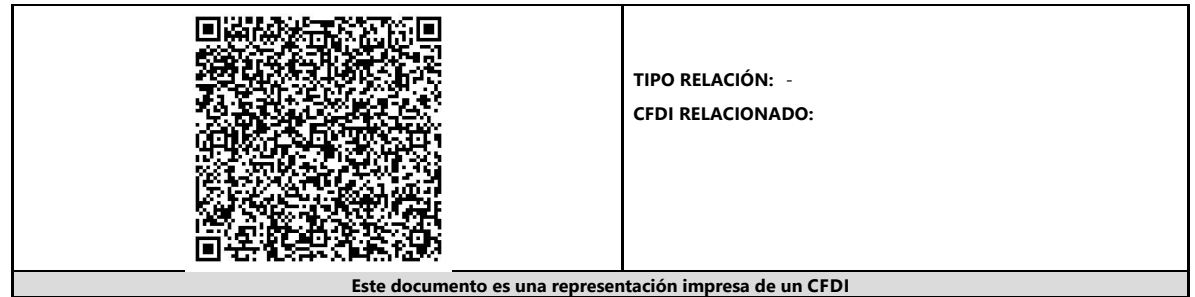 TIPO RELACIÓN: -
CFDI RELACIONADO:
Este documento es una representación impresa de un CFDI